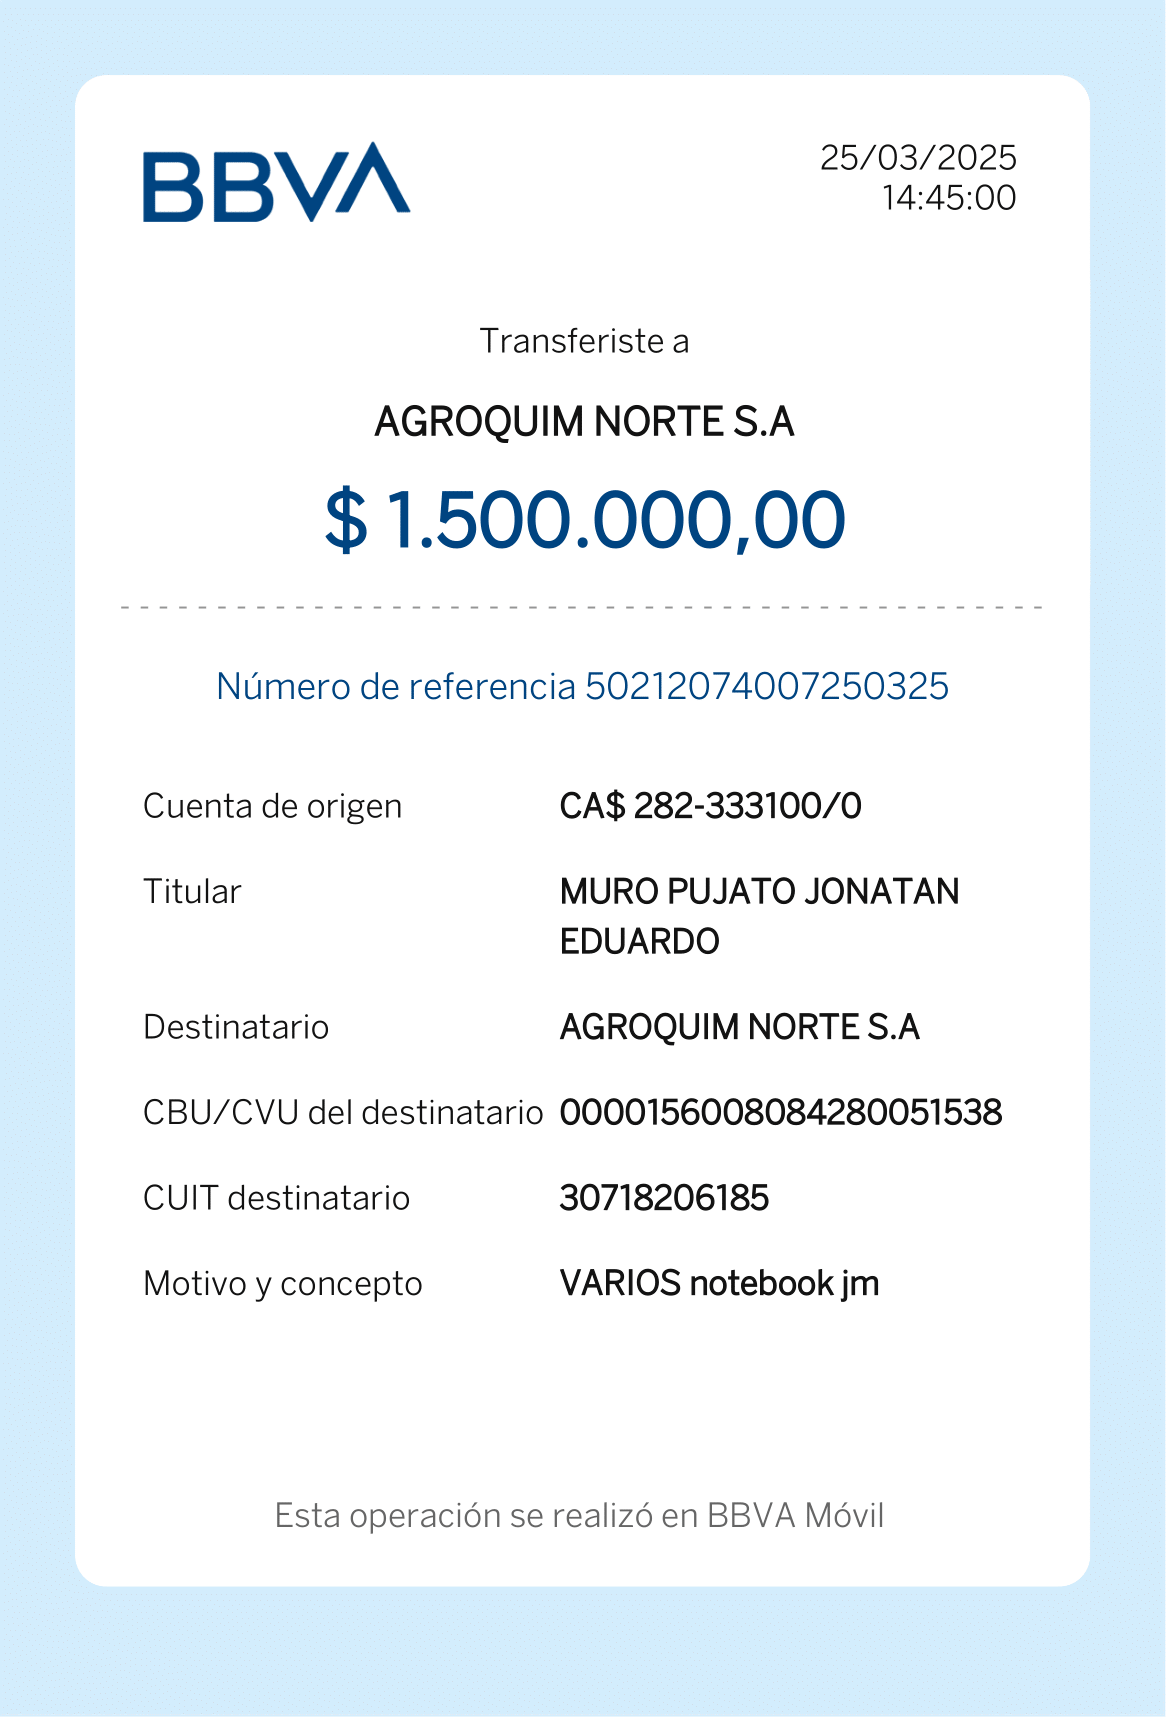 BBVA
25/03/2025
14:45:00
Transferiste a
AGROQUIM NORTE S.A
$ 1.500.000,00
Número de referencia 50212074007250325
Cuenta de origen CA$ 282-333100/0
Titular MURO PUJATO JONATAN
EDUARDO
Destinatario AGROQUIM NORTE S.A
CBU/CVU del destinatario 0000156008084280051538
CUIT destinatario 30718206185
Motivo y concepto VARIOS notebook jm
Esta operación se realizó en BBVA Móvil